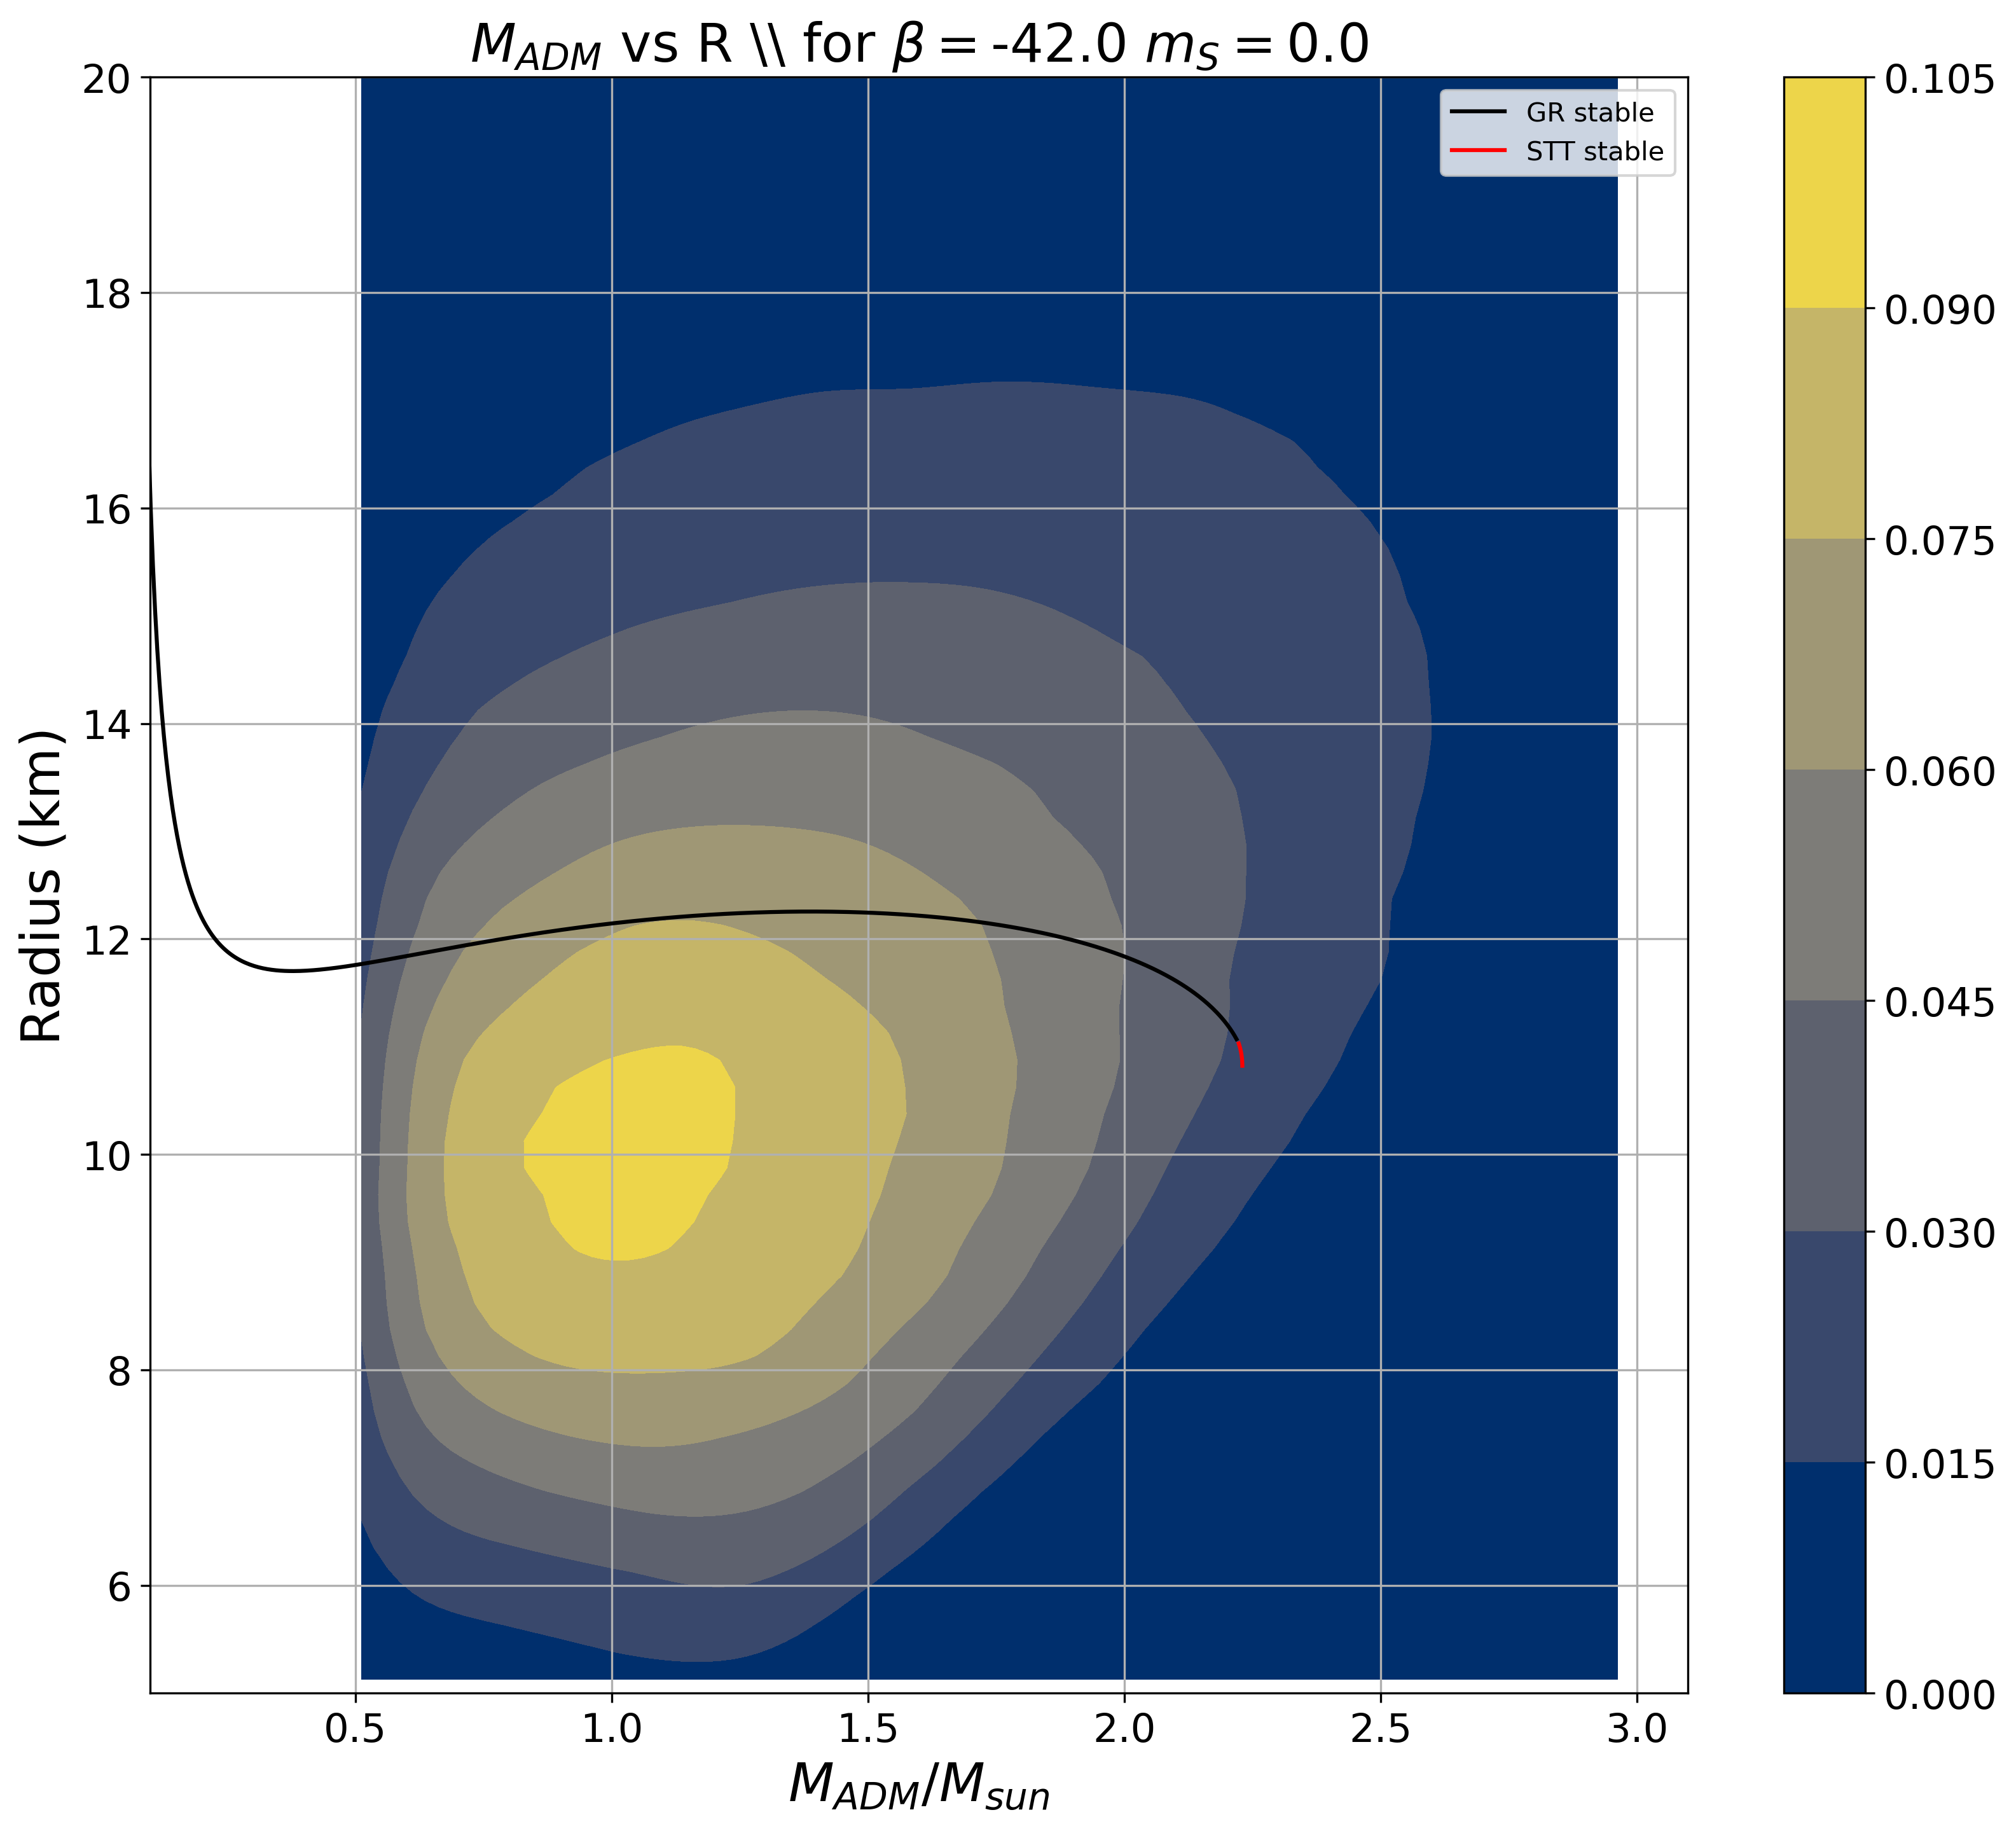 M_ADM vs R \\ for β = -42.0 m_S = 0.0
GR stable
STT stable
Radius (km)
20
18
16
14
12
10
8
6
0.5 1.0 1.5 2.0 2.5 3.0
M_ADM/M_sun
0.105
0.090
0.075
0.060
0.045
0.030
0.015
0.000